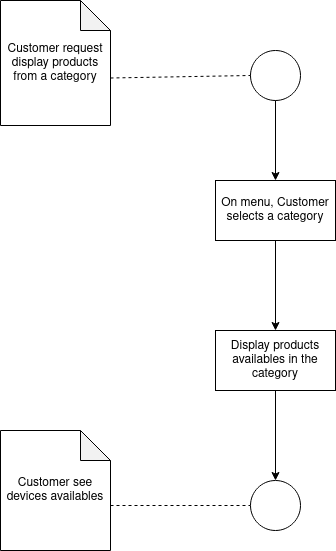 Customer request
display products
from a category
On menu, Customer
selects a category
Display products
availables in the
category
Customer see
devices availables